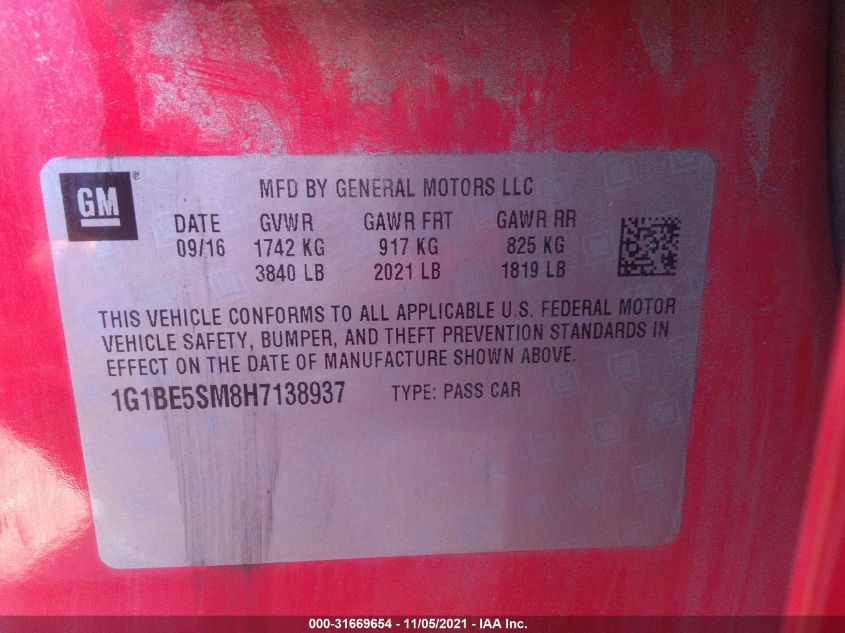 GM
MFD BY GENERAL MOTORS LLC
DATE GVWR GAWR FRT GAWR RR
09/16 1742 KG 917 KG 825 KG
3840 LB 2021 LB 1819 LB
THIS VEHICLE CONFORMS TO ALL APPLICABLE U.S. FEDERAL MOTOR
VEHICLE SAFETY, BUMPER, AND THEFT PREVENTION STANDARDS IN
EFFECT ON THE DATE OF MANUFACTURE SHOWN ABOVE.
1G1BE5SM8H7138937 TYPE: PASS CAR
000-31669654 - 11/05/2021 - IAA Inc.